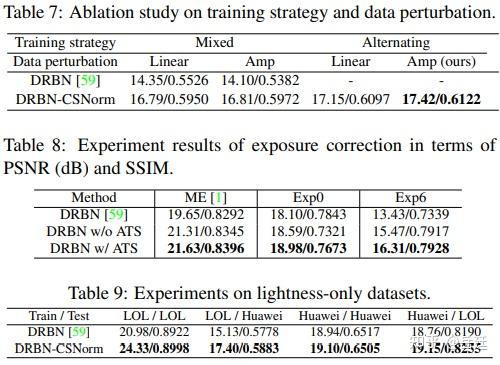 Table 7: Ablation study on training strategy and data perturbation.
Training strategy Mixed Alternating
Data perturbation Linear Amp Linear Amp (ours)
DRBN [59] 14.35/0.5526 14.10/0.5382 - -
DRBN-CSNorm 16.79/0.5950 16.81/0.5972 17.15/0.6097 17.42/0.6122
Table 8: Experiment results of exposure correction in terms of
PSNR (dB) and SSIM.
Method ME [1] Exp0 Exp6
DRBN [59] 19.65/0.8292 18.10/0.7843 13.43/0.7339
DRBN w/o ATS 21.31/0.8345 18.59/0.7321 15.47/0.7917
DRBN w/ ATS 21.63/0.8396 18.98/0.7673 16.31/0.7928
Table 9: Experiments on lightness-only datasets.
Train / Test LOL / LOL LOL / Huawei Huawei / Huawei Huawei / LOL
DRBN [59] 20.98/0.8922 15.13/0.5778 18.94/0.6517 18.76/0.8190
DRBN-CSNorm 24.33/0.8998 17.40/0.5883 19.10/0.6505 19.15/0.8255